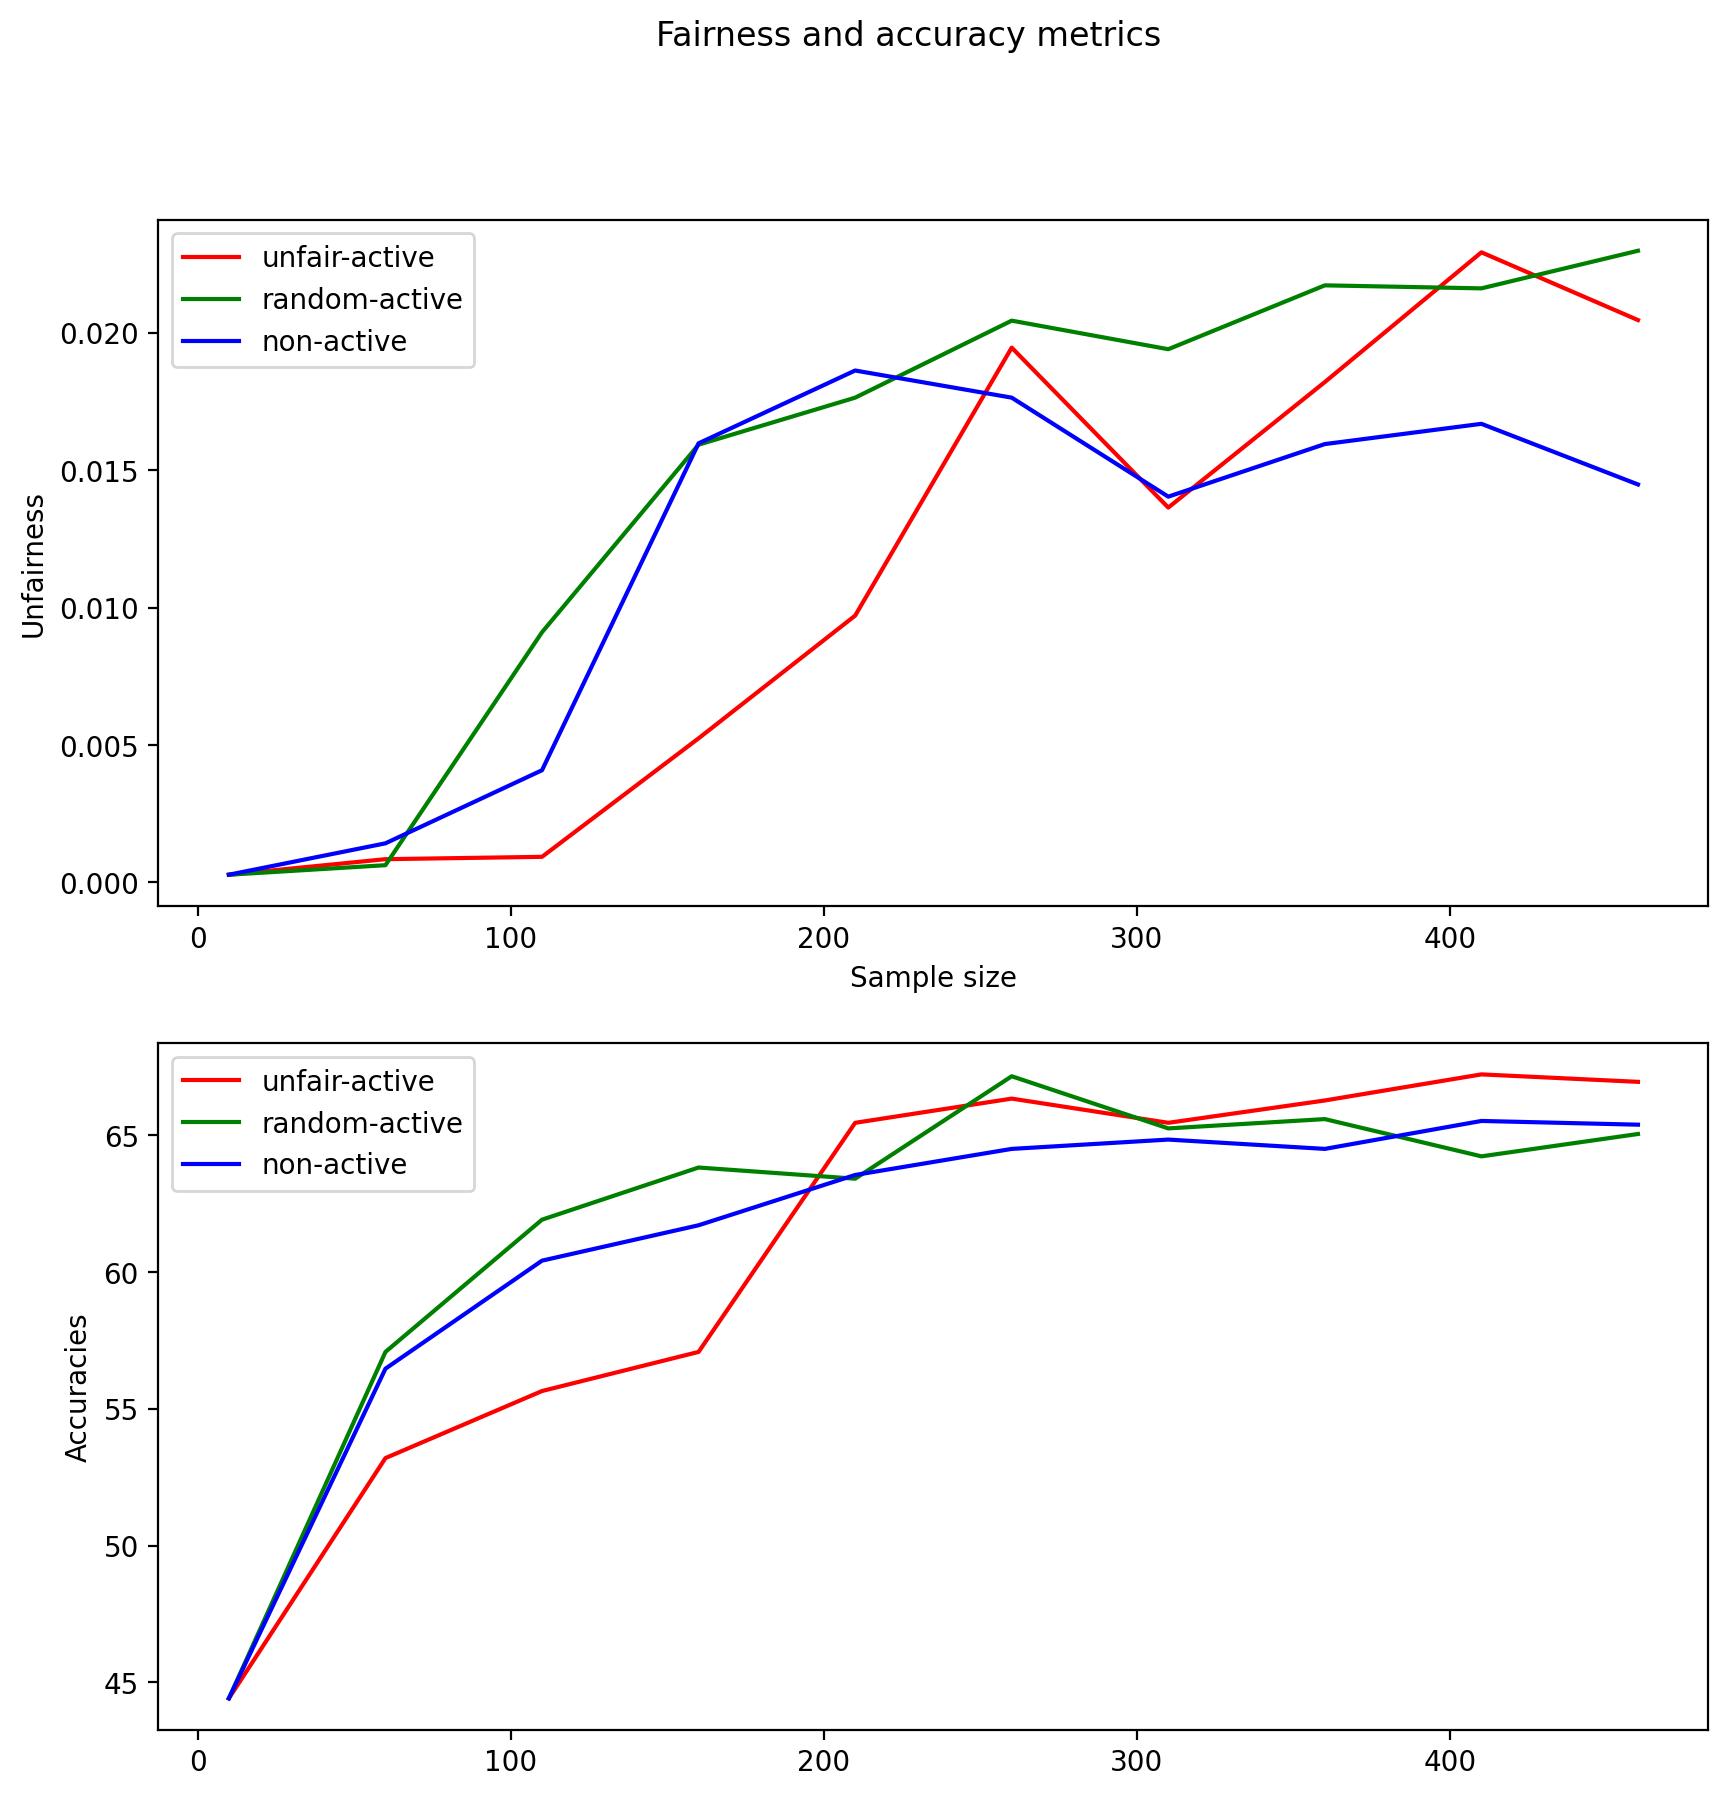 Fairness and accuracy metrics
unfair-active
random-active
non-active
0.020
0.015
0.010
0.005
0.000
Unfairness
0 100 200 300 400
Sample size
unfair-active
random-active
non-active
65
60
55
50
45
Accuracies
0 100 200 300 400